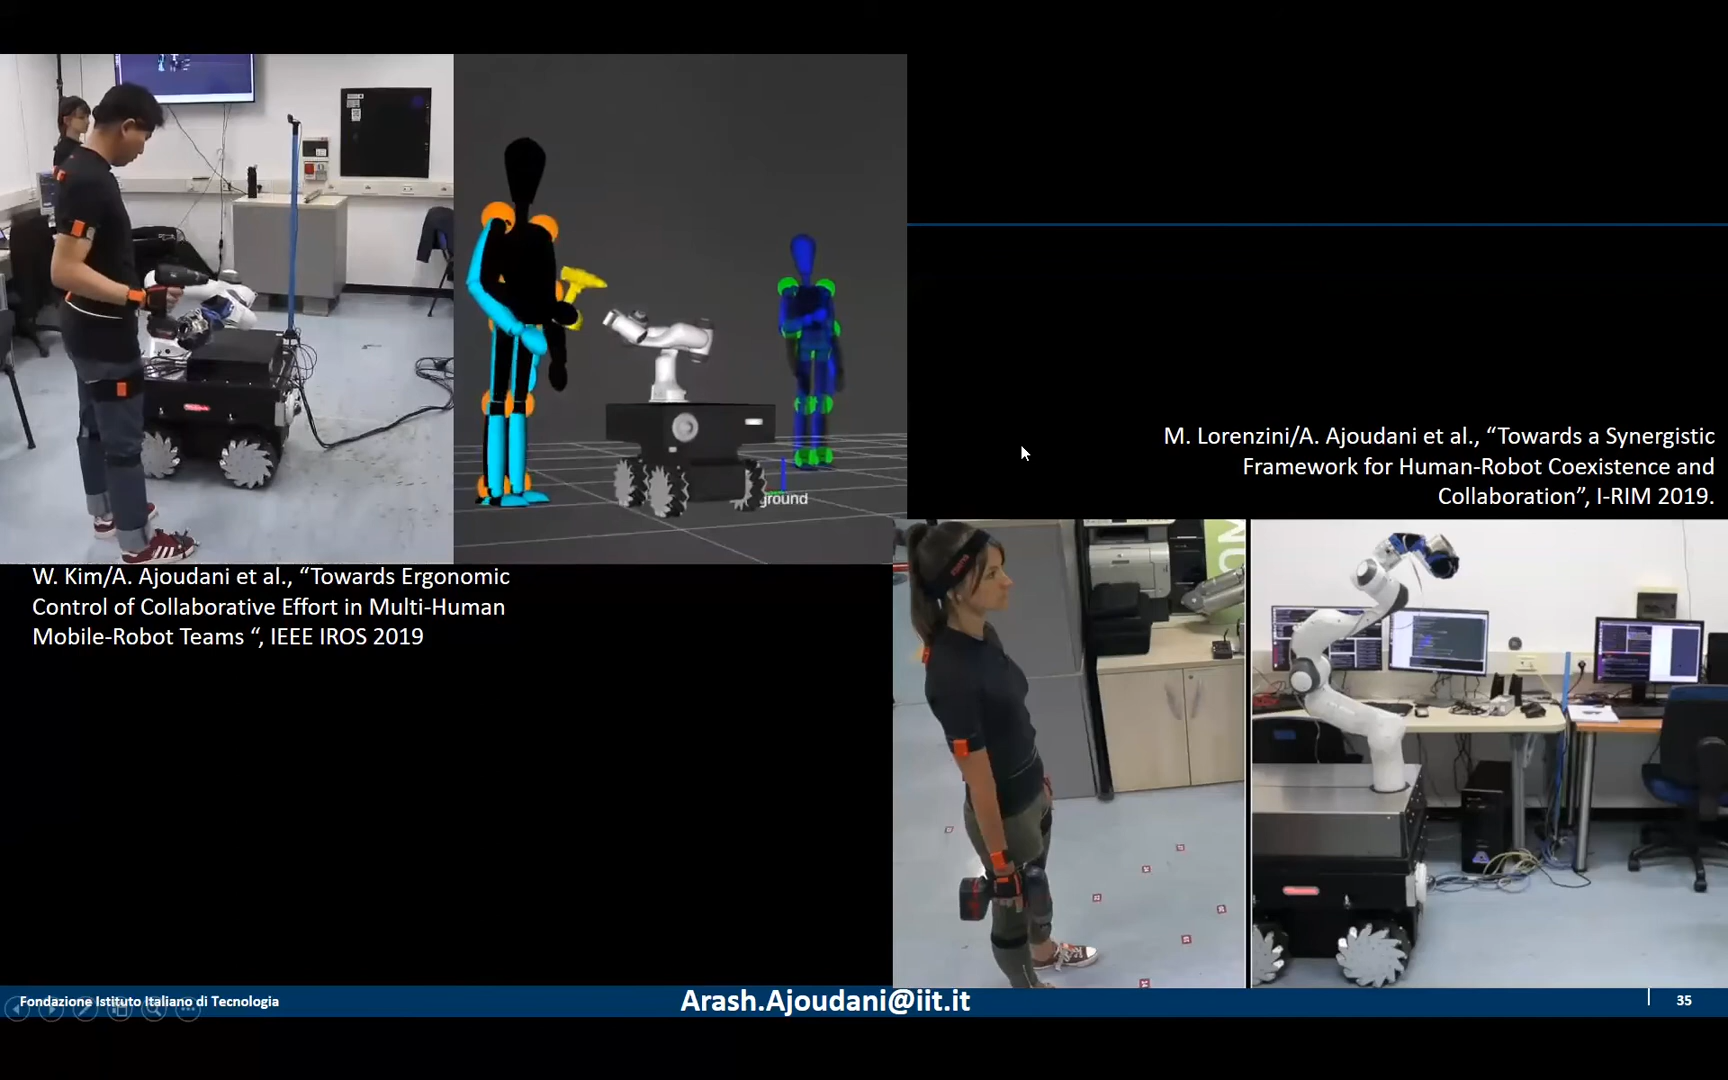 ground
M. Lorenzini/A. Ajoudani et al., “Towards a Synergistic
Framework for Human-Robot Coexistence and
Collaboration”, I-RIM 2019.
W. Kim/A. Ajoudani et al., “Towards Ergonomic
Control of Collaborative Effort in Multi-Human
Mobile-Robot Teams “, IEEE IROS 2019
Fondazione Istituto Italiano di Tecnologia
Arash.Ajoudani@iit.it
35